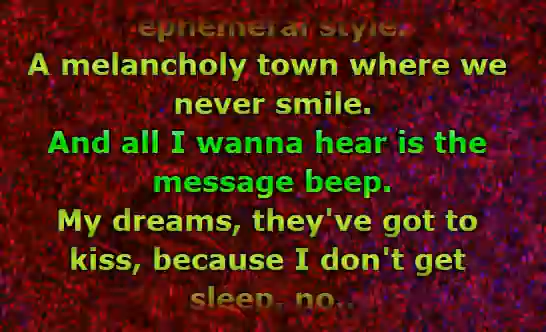 ephemeral style.
A melancholy town where we
never smile.
And all I wanna hear is the
message beep.
My dreams, they've got to
kiss, because I don't get
sleep, no..